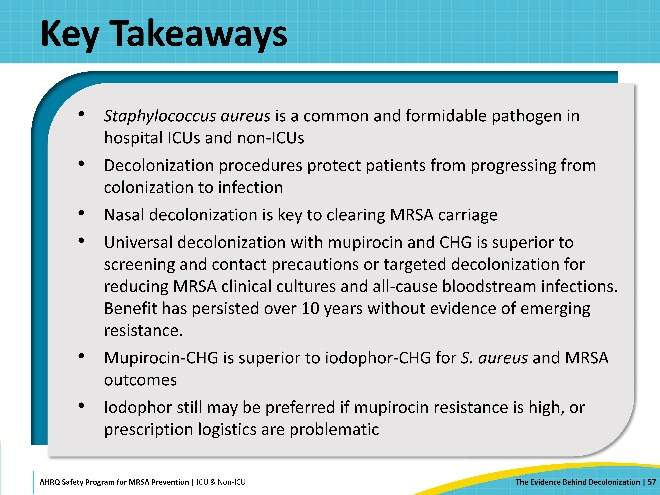 Key Takeaways
• Staphylococcus aureus is a common and formidable pathogen in
hospital ICUs and non-ICUs
• Decolonization procedures protect patients from progressing from
colonization to infection
• Nasal decolonization is key to clearing MRSA carriage
• Universal decolonization with mupirocin and CHG is superior to
screening and contact precautions or targeted decolonization for
reducing MRSA clinical cultures and all-cause bloodstream infections.
Benefit has persisted over 10 years without evidence of emerging
resistance.
• Mupirocin-CHG is superior to iodophor-CHG for S. aureus and MRSA
outcomes
• Iodophor still may be preferred if mupirocin resistance is high, or
prescription logistics are problematic
AHRQ Safety Program for MRSA Prevention | ICU & Non-ICU
The Evidence Behind Decolonization | 57